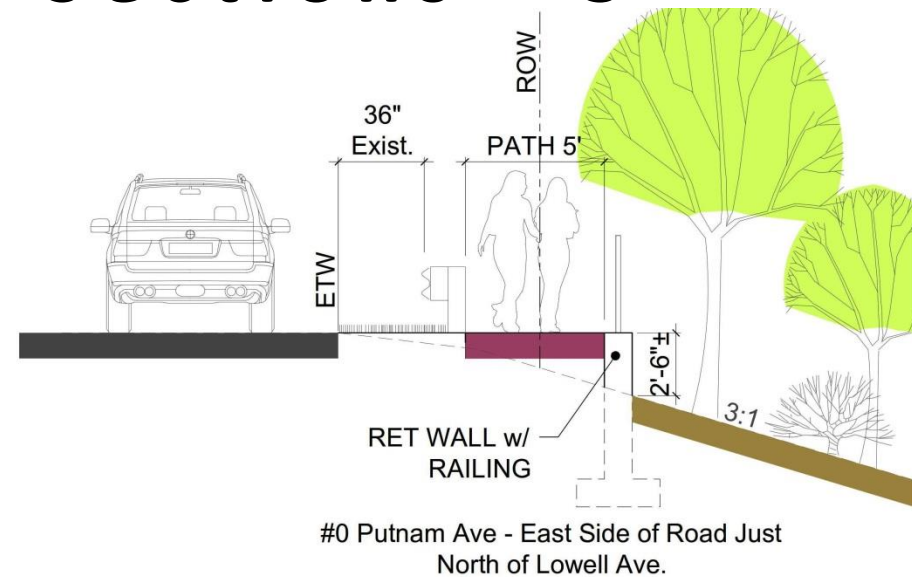 ROW
36"
Exist.
PATH 5'
ETW
2'-6"±
3:1
RET WALL w/
RAILING
#0 Putnam Ave - East Side of Road Just
North of Lowell Ave.